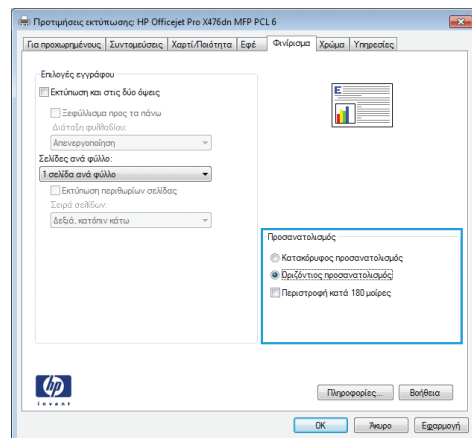 Προτιμήσεις εκτύπωσης: HP Officejet Pro X476dn MFP PCL 6
Για προχωρημένους Συντομεύσεις Χαρτί/Ποιότητα Εφέ Φινίρισμα Χρώμα Υπηρεσίες
Επιλογές εγγράφου
Εκτύπωση και στις δύο όψεις
Ξεφύλλισμα προς τα πάνω
Διάταξη φυλλαδίου:
Απενεργοποίηση
Σελίδες ανά φύλλο:
1 σελίδα ανά φύλλο
Εκτύπωση περιθωρίων σελίδας
Σειρά σελίδων:
Δεξιά, κατόπιν κάτω
E
Προσανατολισμός
Κατακόρυφος προσανατολισμός
Οριζόντιος προσανατολισμός
Περιστροφή κατά 180 μοίρες
hp
invent
Πληροφορίες... Βοήθεια
OK Άκυρο Εφαρμογή